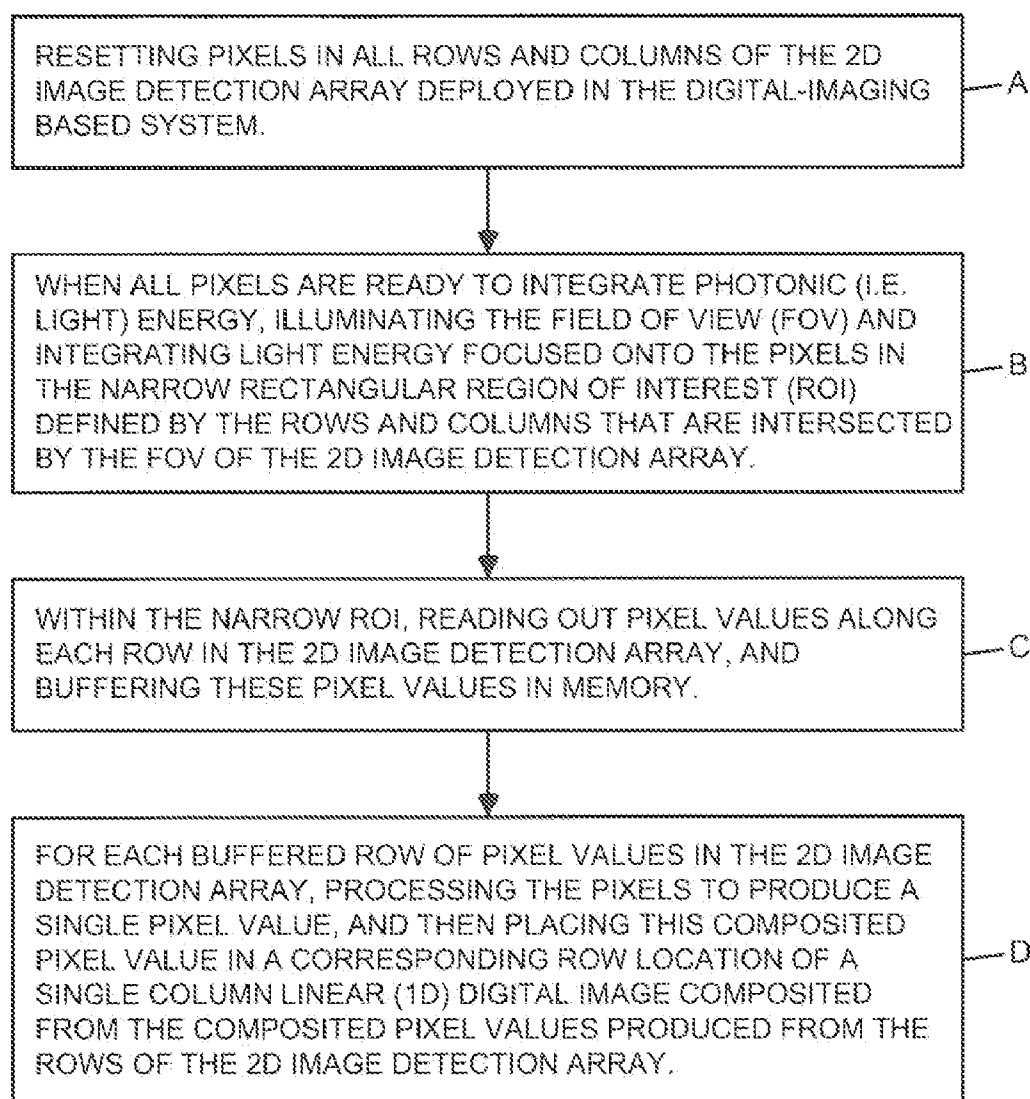 RESETTING PIXELS IN ALL ROWS AND COLUMNS OF THE 2D
IMAGE DETECTION ARRAY DEPLOYED IN THE DIGITAL-IMAGING
BASED SYSTEM.
A
WHEN ALL PIXELS ARE READY TO INTEGRATE PHOTONIC (I.E.
LIGHT) ENERGY, ILLUMINATING THE FIELD OF VIEW (FOV) AND
INTEGRATING LIGHT ENERGY FOCUSED ONTO THE PIXELS IN
THE NARROW RECTANGULAR REGION OF INTEREST (ROI)
DEFINED BY THE ROWS AND COLUMNS THAT ARE INTERSECTED
BY THE FOV OF THE 2D IMAGE DETECTION ARRAY.
B
WITHIN THE NARROW ROI, READING OUT PIXEL VALUES ALONG
EACH ROW IN THE 2D IMAGE DETECTION ARRAY, AND
BUFFERING THESE PIXEL VALUES IN MEMORY.
C
FOR EACH BUFFERED ROW OF PIXEL VALUES IN THE 2D IMAGE
DETECTION ARRAY, PROCESSING THE PIXELS TO PRODUCE A
SINGLE PIXEL VALUE, AND THEN PLACING THIS COMPOSITED
PIXEL VALUE IN A CORRESPONDING ROW LOCATION OF A
SINGLE COLUMN LINEAR (1D) DIGITAL IMAGE COMPOSITED
FROM THE COMPOSITED PIXEL VALUES PRODUCED FROM THE
ROWS OF THE 2D IMAGE DETECTION ARRAY.
D